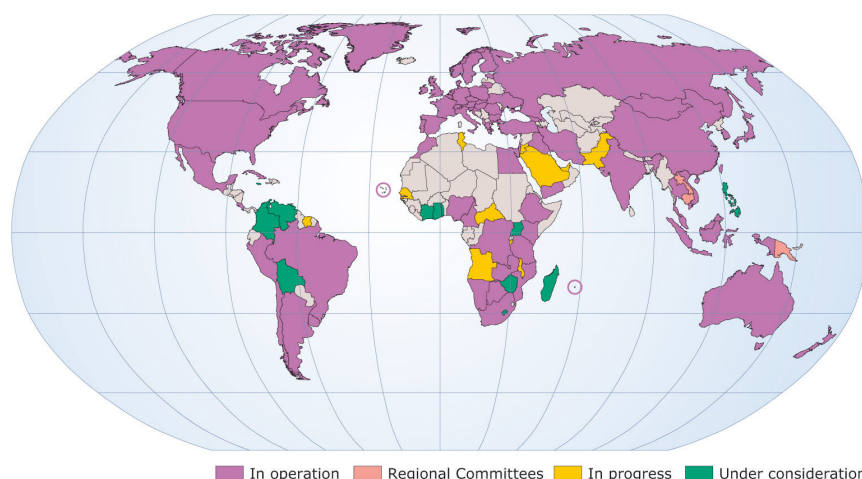 In operation Regional Committees In progress Under consideration